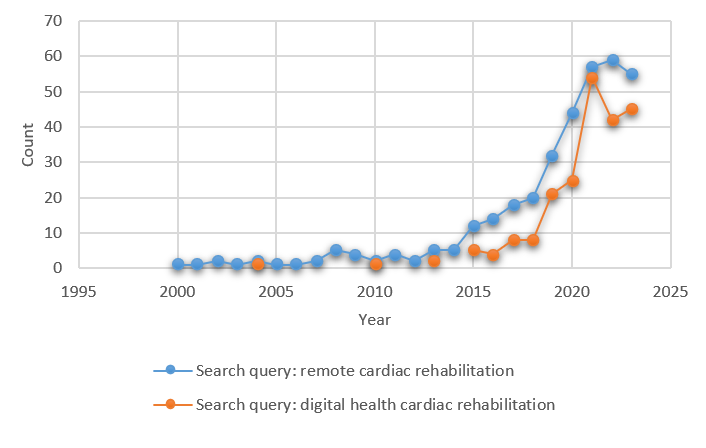 70
60
50
40
30
20
10
0
Count
1995 2000 2005 2010 2015 2020 2025
Year
Search query: remote cardiac rehabilitation
Search query: digital health cardiac rehabilitation